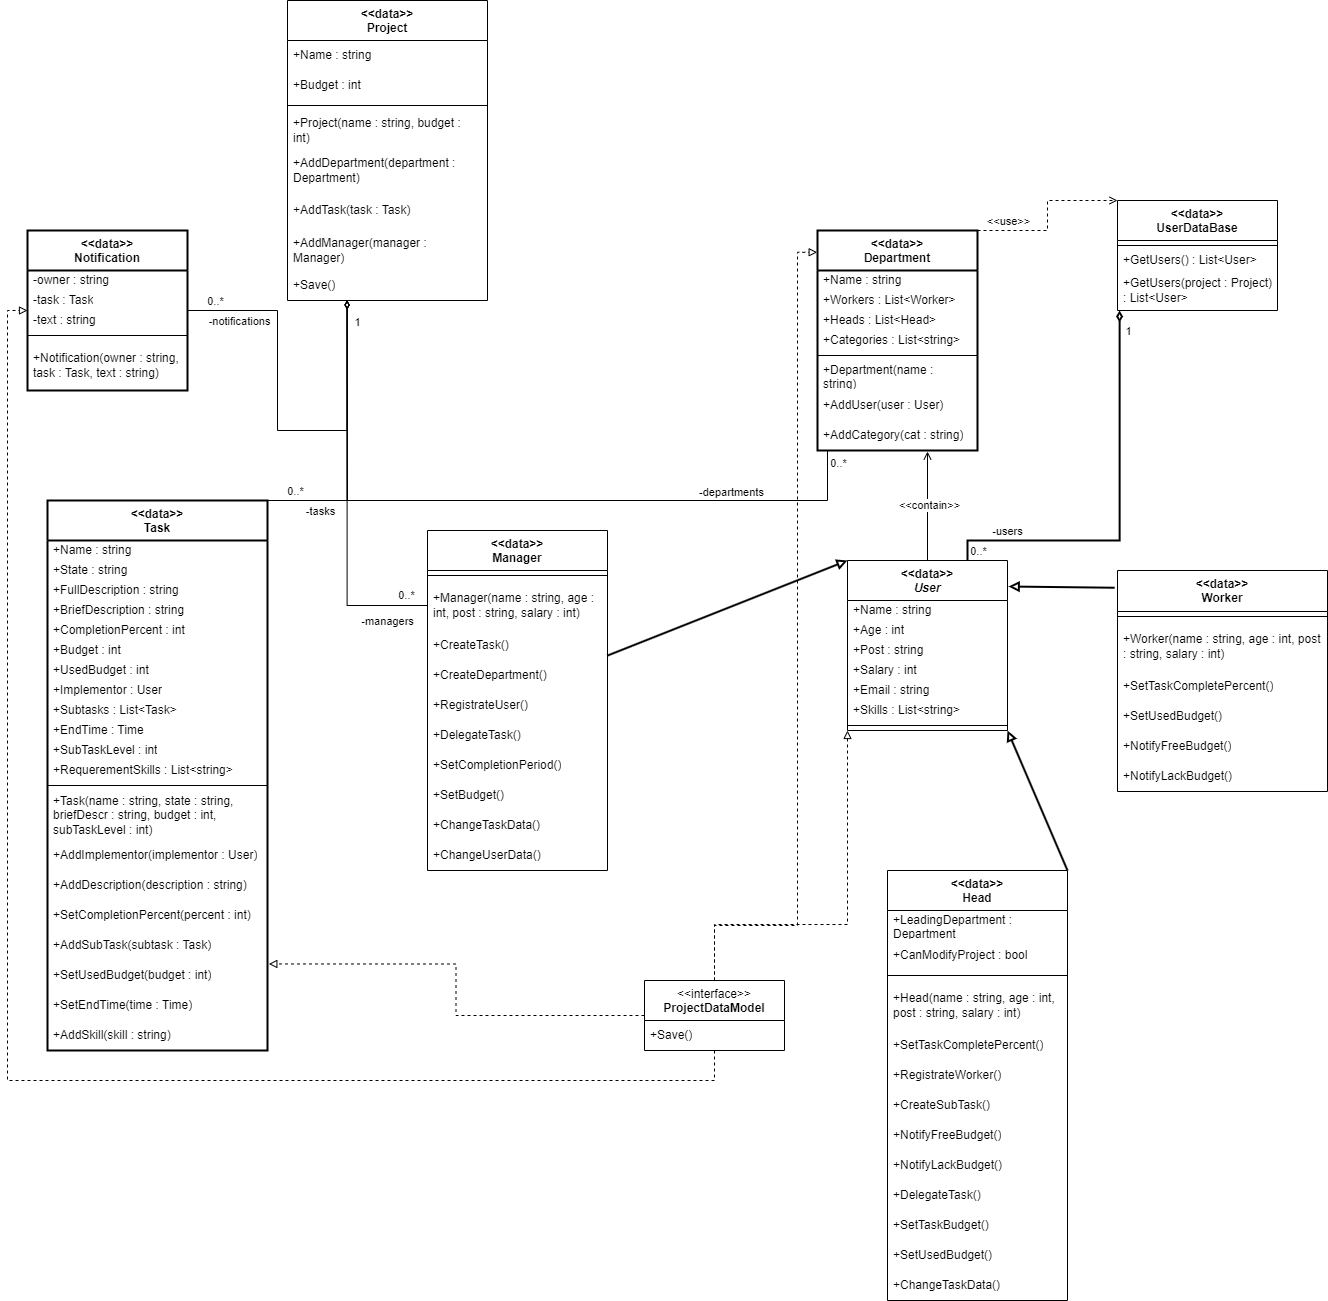 <<data>>
Project
+Name : string
+Budget : int
+Project(name : string, budget :
int)
+AddDepartment(department :
Department)
+AddTask(task : Task)
+AddManager(manager :
Manager)
+Save()
1
<<data>>
Notification
-owner : string
-task : Task
-text : string
+Notification(owner : string,
task : Task, text : string)
0..*
-notifications
<<data>>
Department
+Name : string
+Workers : List<Worker>
+Heads : List<Head>
+Categories : List<string>
+Department(name :
string)
+AddUser(user : User)
+AddCategory(cat : string)
0..*
-departments
<<use>>
<<data>>
UserDataBase
+GetUsers() : List<User>
+GetUsers(project : Project)
: List<User>
1
<<contain>>
-users
0..*
0..*
-tasks
<<data>>
Task
+Name : string
+State : string
+FullDescription : string
+BriefDescription : string
+CompletionPercent : int
+Budget : int
+UsedBudget : int
+Implementor : User
+Subtasks : List<Task>
+EndTime : Time
+SubTaskLevel : int
+RequerementSkills : List<string>
+Task(name : string, state : string,
briefDescr : string, budget : int,
subTaskLevel : int)
+AddImplementor(implementor : User)
+AddDescription(description : string)
+SetCompletionPercent(percent : int)
+AddSubTask(subtask : Task)
+SetUsedBudget(budget : int)
+SetEndTime(time : Time)
+AddSkill(skill : string)
0..*
-managers
<<data>>
Manager
+Manager(name : string, age :
int, post : string, salary : int)
+CreateTask()
+CreateDepartment()
+RegistrateUser()
+DelegateTask()
+SetCompletionPeriod()
+SetBudget()
+ChangeTaskData()
+ChangeUserData()
<<data>>
User
+Name : string
+Age : int
+Post : string
+Salary : int
+Email : string
+Skills : List<string>
<<data>>
Worker
+Worker(name : string, age : int, post
: string, salary : int)
+SetTaskCompletePercent()
+SetUsedBudget()
+NotifyFreeBudget()
+NotifyLackBudget()
<<interface>>
ProjectDataModel
+Save()
<<data>>
Head
+LeadingDepartment :
Department
+CanModifyProject : bool
+Head(name : string, age : int,
post : string, salary : int)
+SetTaskCompletePercent()
+RegistrateWorker()
+CreateSubTask()
+NotifyFreeBudget()
+NotifyLackBudget()
+DelegateTask()
+SetTaskBudget()
+SetUsedBudget()
+ChangeTaskData()